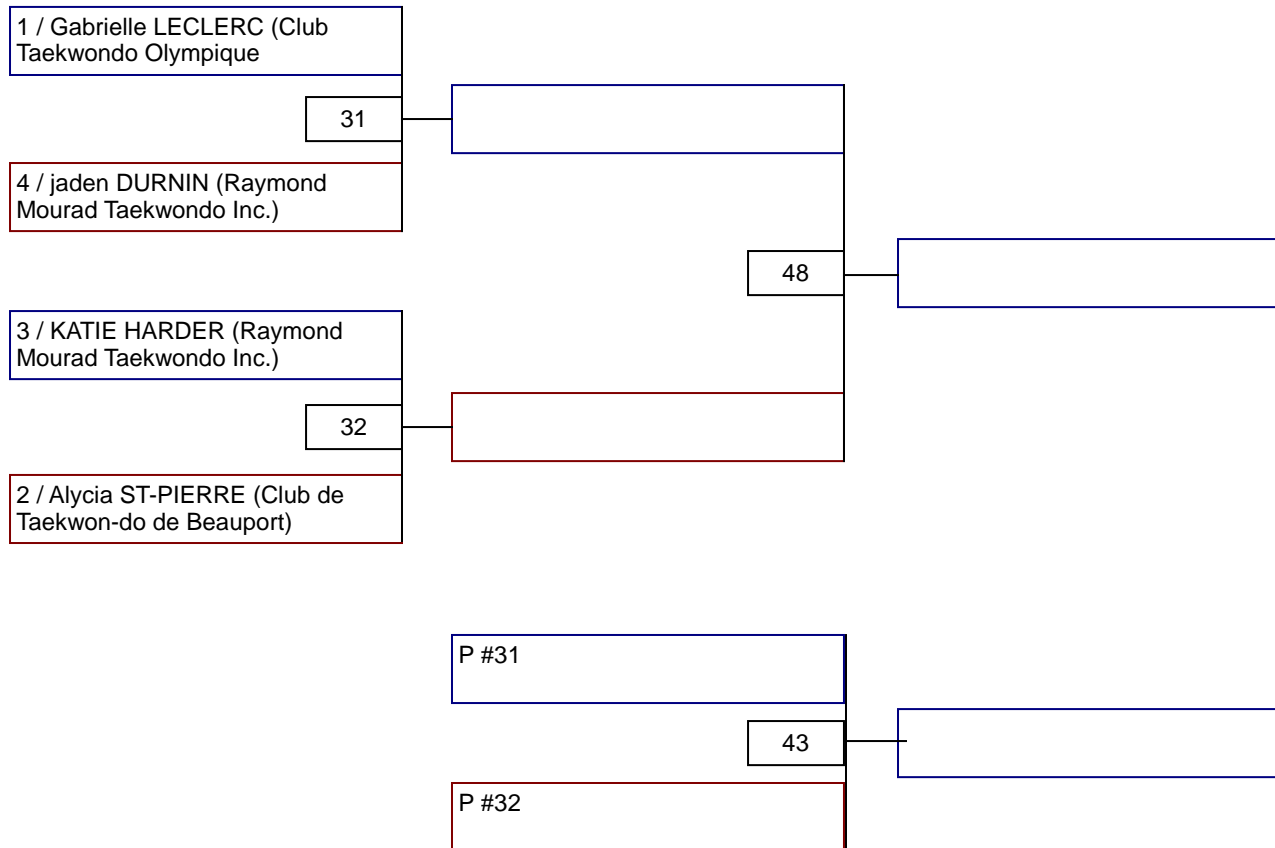 1 / Gabrielle LECLERC (Club
Taekwondo Olympique
31
4 / jaden DURNIN (Raymond
Mourad Taekwondo Inc.)
48
3 / KATIE HARDER (Raymond
Mourad Taekwondo Inc.)
32
2 / Alycia ST-PIERRE (Club de
Taekwon-do de Beauport)
P #31
43
P #32